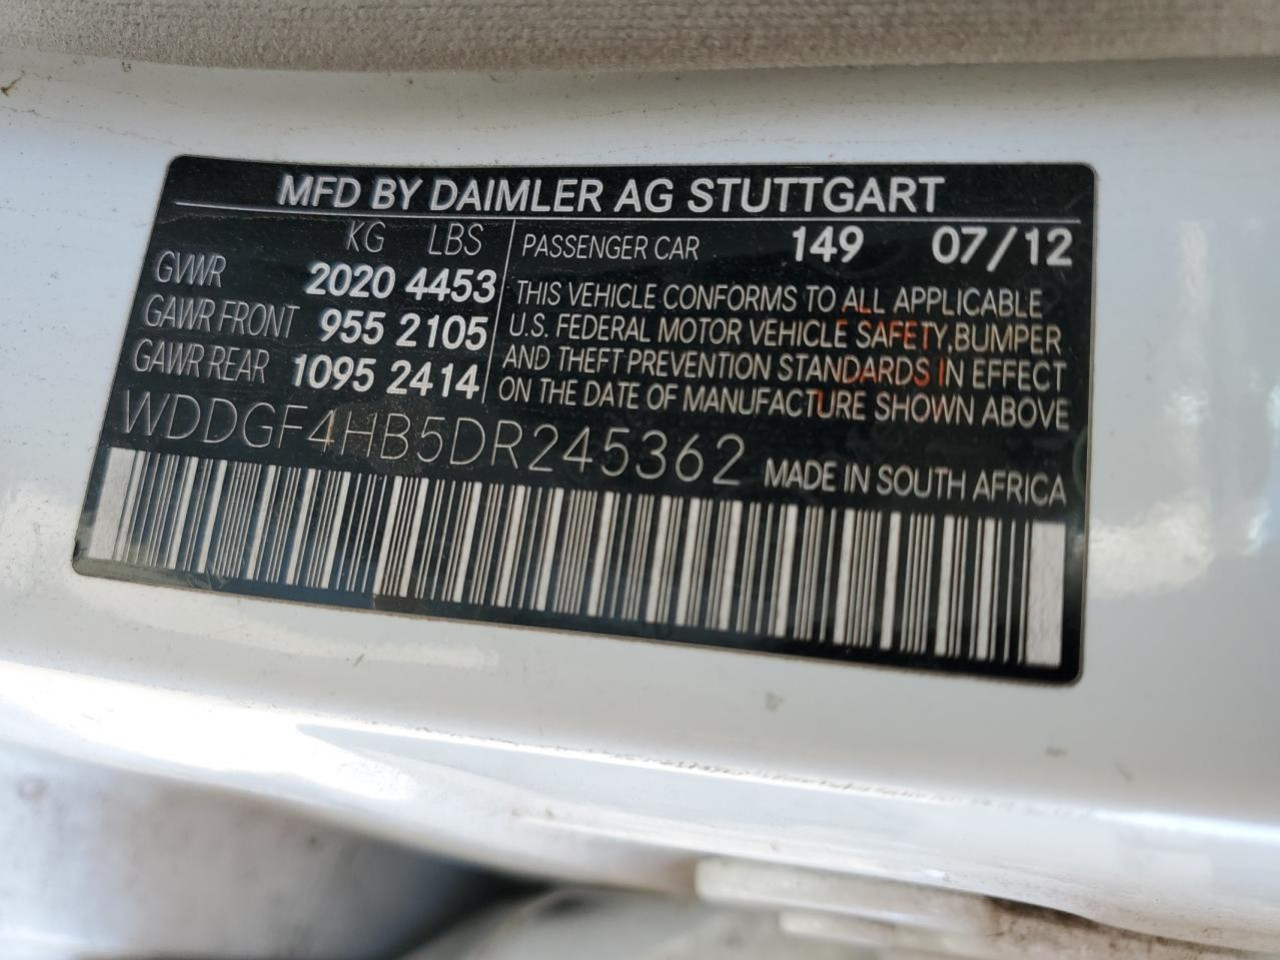 MFD BY DAIMLER AG STUTTGART
KG LBS
GVWR 2020 4453
GAWR FRONT 955 2105
GAWR REAR 1095 2414
PASSENGER CAR 149 07/12
THIS VEHICLE CONFORMS TO ALL APPLICABLE
U.S. FEDERAL MOTOR VEHICLE SAFETY, BUMPER
AND THEFT PREVENTION STANDARDS IN EFFECT
ON THE DATE OF MANUFACTURE SHOWN ABOVE
WDDGF4HB5DR245362 MADE IN SOUTH AFRICA